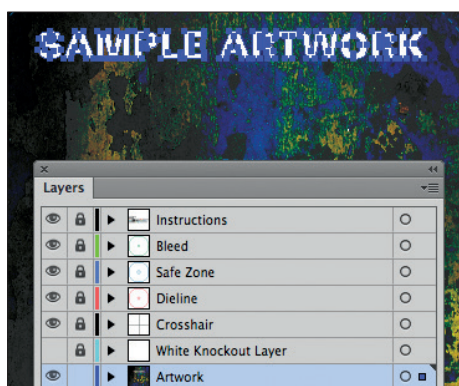 SAMPLE ARTWORK
Layers
Instructions
Bleed
Safe Zone
Dieline
Crosshair
White Knockout Layer
Artwork